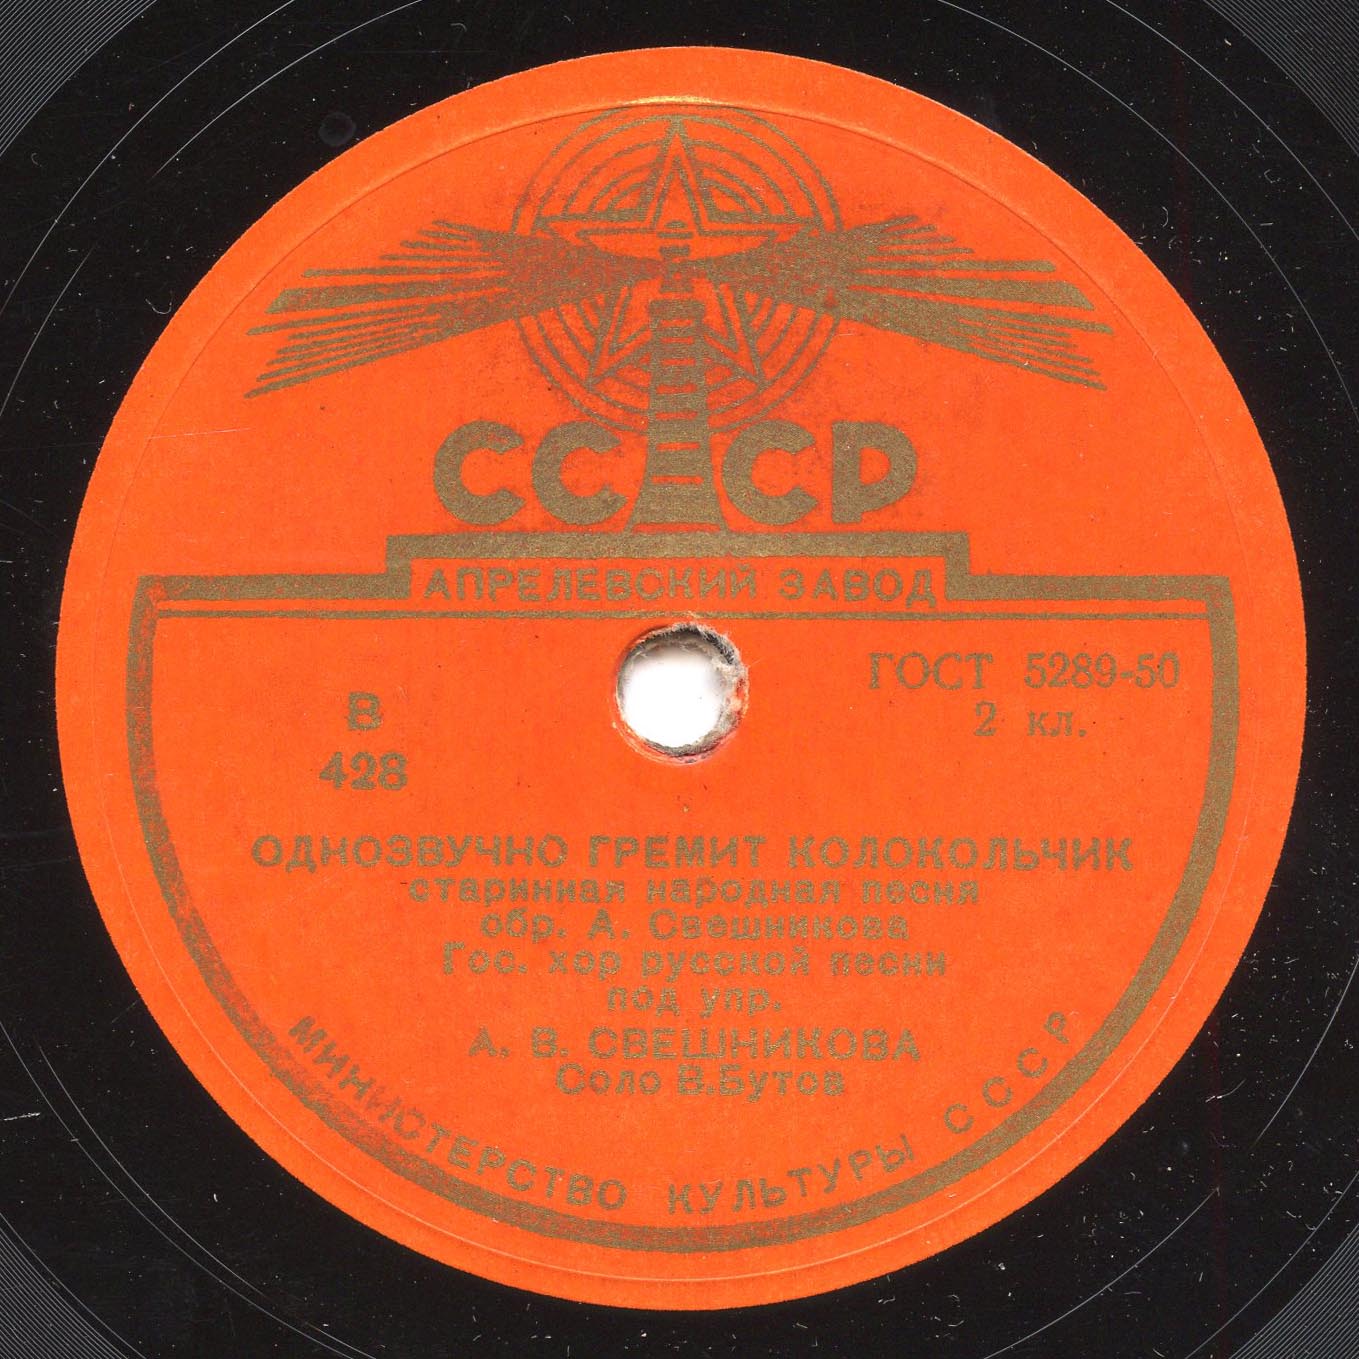 СССР
АПРЕЛЕВСКИЙ ЗАВОД
ГОСТ 5289-50
2 кл.
В
428
ОДНОЗВУЧНО ГРЕМИТ КОЛОКОЛЬЧИК
старинная народная песня
обр. А. Свешникова
Гос. хор русской песни
под упр.
А. В. СВЕШНИКОВА
Соло В.Бутов
МИНИСТЕРСТВО КУЛЬТУРЫ СССР